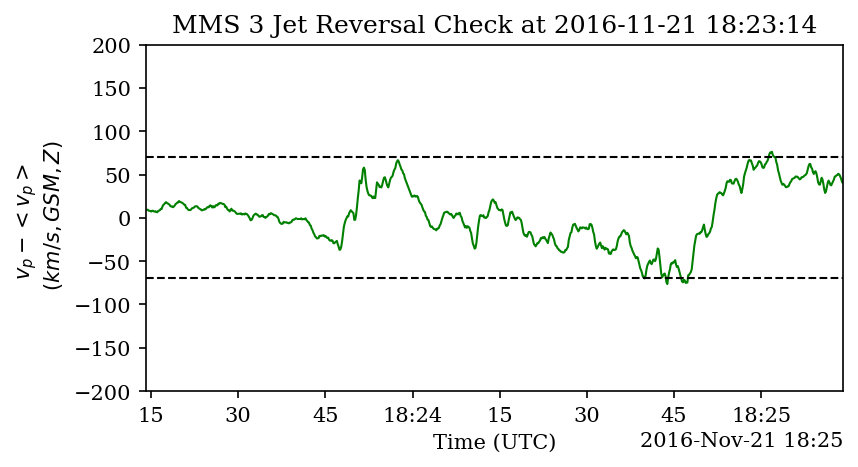 MMS 3 Jet Reversal Check at 2016-11-21 18:23:14
200
150
100
50
0
−50
−100
−150
−200
v_p − < v_p >
(km/s, GSM, Z)
15 30 45 18:24 15 30 45 18:25
Time (UTC)
2016-Nov-21 18:25